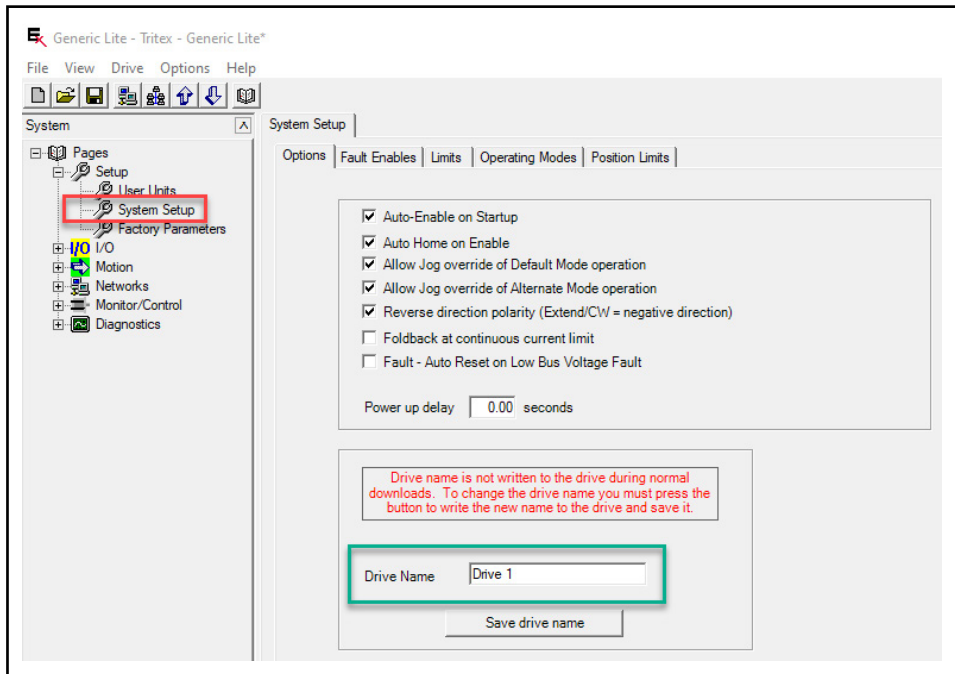 Generic Lite - Tritex - Generic Lite*
File View Drive Options Help
System
System Setup
Pages
Setup
User Units
System Setup
Factory Parameters
I/O I/O
Motion
Networks
Monitor/Control
Diagnostics
Options Fault Enables Limits Operating Modes Position Limits
Auto-Enable on Startup
Auto Home on Enable
Allow Jog override of Default Mode operation
Allow Jog override of Alternate Mode operation
Reverse direction polarity (Extend/CW = negative direction)
Foldback at continuous current limit
Fault - Auto Reset on Low Bus Voltage Fault
Power up delay 0.00 seconds
Drive name is not written to the drive during normal
downloads. To change the drive name you must press the
button to write the new name to the drive and save it.
Drive Name Drive 1
Save drive name